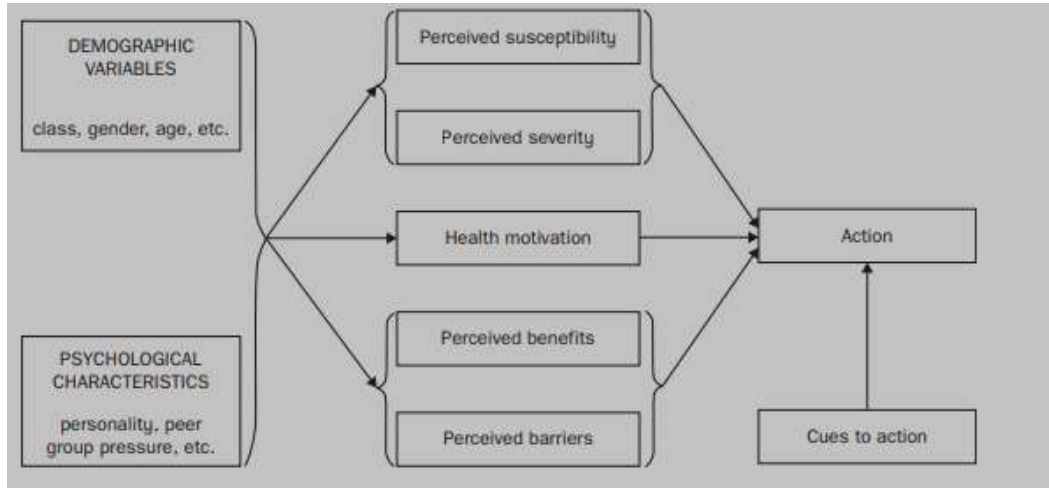 DEMOGRAPHIC
VARIABLES
class, gender, age, etc.
PSYCHOLOGICAL
CHARACTERISTICS
personality, peer
group pressure, etc.
Perceived susceptibility
Perceived severity
Health motivation
Perceived benefits
Perceived barriers
Action
Cues to action